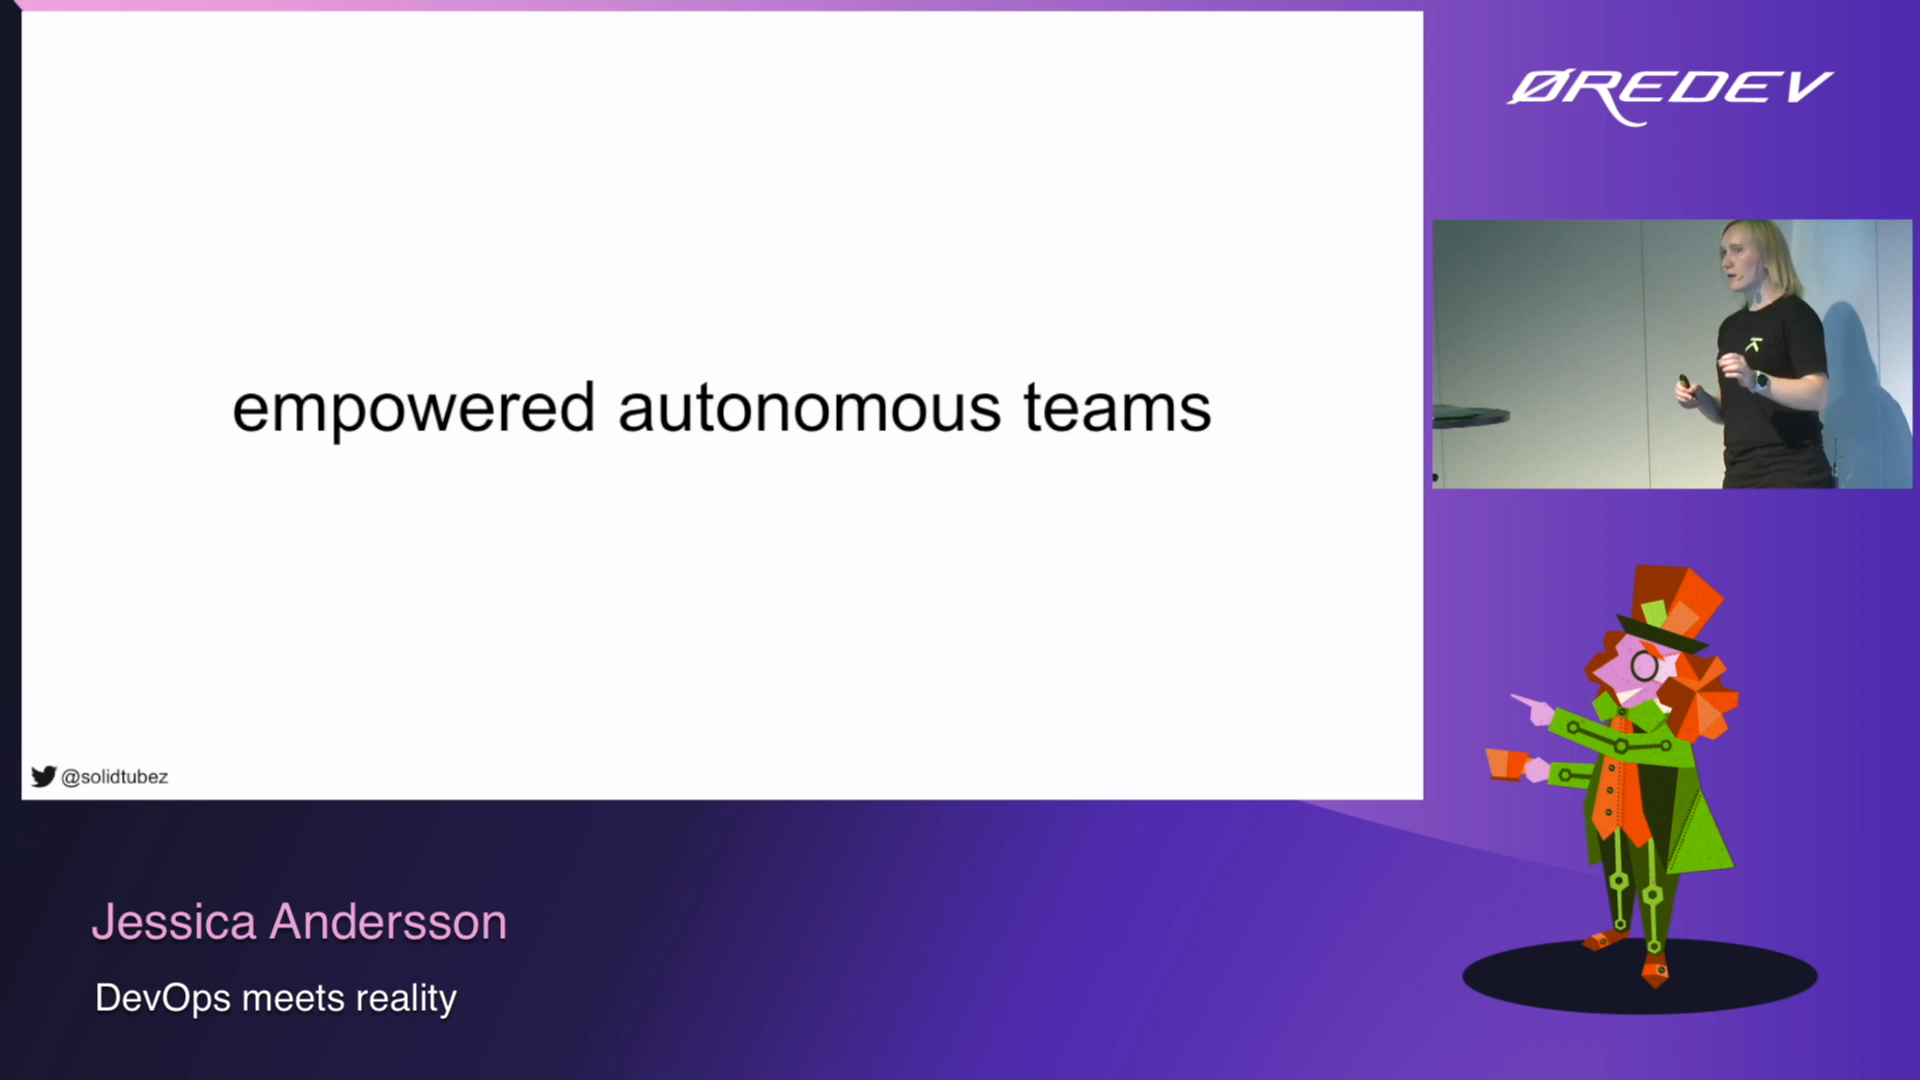 empowered autonomous teams
@solidtubez
ØREDEV
Jessica Andersson
DevOps meets reality